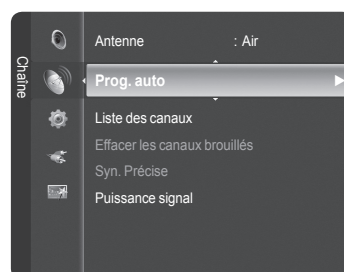 Chaîne
Antenne : Air
Prog. auto
Liste des canaux
Effacer les canaux brouillés
Syn. Précise
Puissance signal